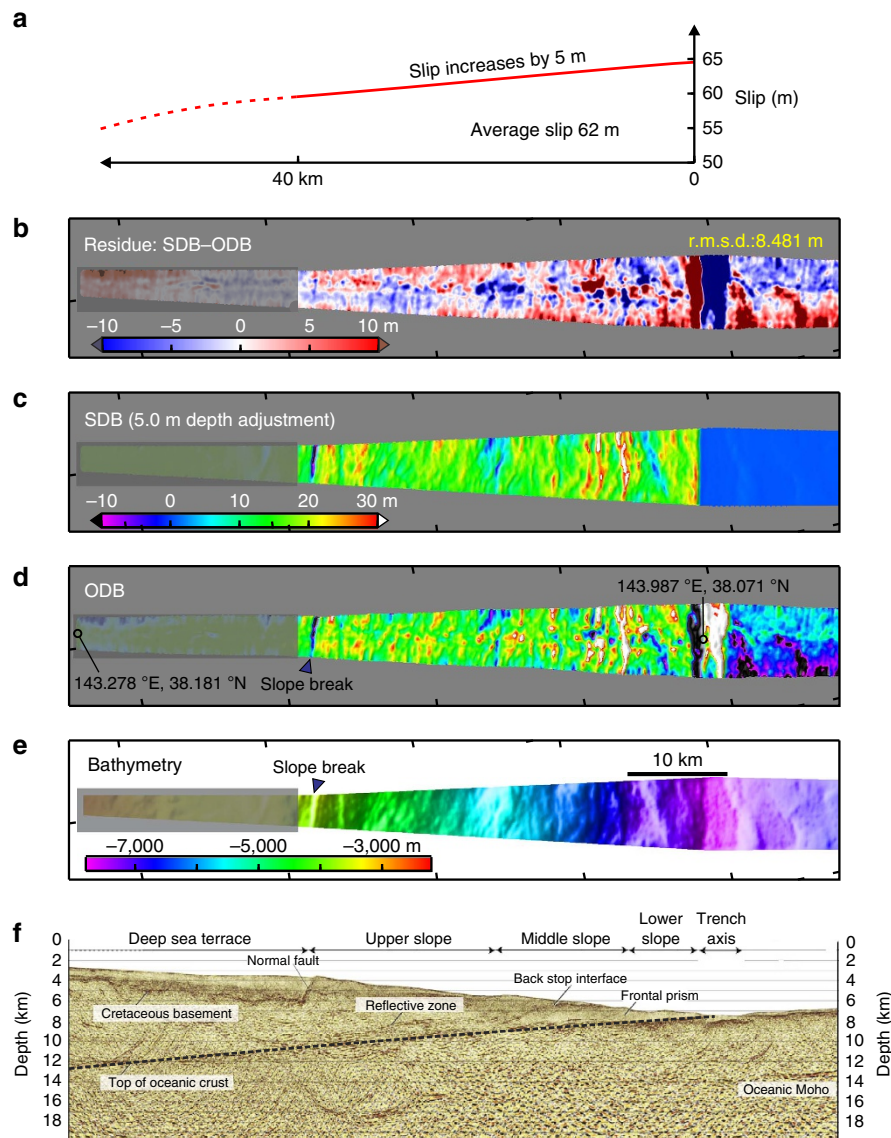 a
Slip increases by 5 m
65
60
Slip (m)
Average slip 62 m
55
50
40 km
0
b
Residue: SDB–ODB
r.m.s.d.:8.481 m
–10 –5 0 5 10 m
c
SDB (5.0 m depth adjustment)
–10 0 10 20 30 m
d
ODB
143.987 °E, 38.071 °N
143.278 °E, 38.181 °N
Slope break
e
Bathymetry
Slope break
10 km
–7,000 –5,000 –3,000 m
f
Deep sea terrace
Upper slope
Middle slope
Lower slope
Trench axis
Normal fault
Back stop interface
Frontal prism
Cretaceous basement
Reflective zone
Top of oceanic crust
Oceanic Moho
Depth (km)
0
2
4
6
8
10
12
14
16
18
Depth (km)
0
2
4
6
8
10
12
14
16
18